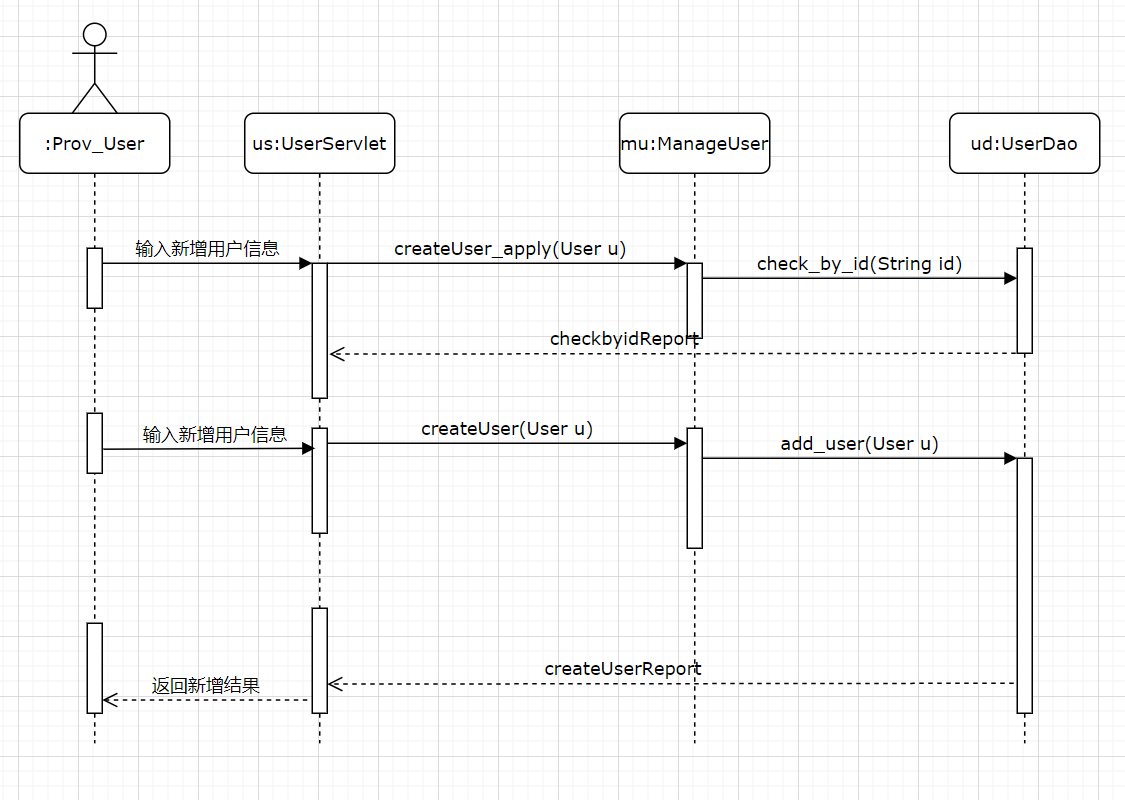 :Prov_User
us:UserServlet
mu:ManageUser
ud:UserDao
输入新增用户信息
createUser_apply(User u)
check_by_id(String id)
checkbyidReport
输入新增用户信息
createUser(User u)
add_user(User u)
createUserReport
返回新增结果